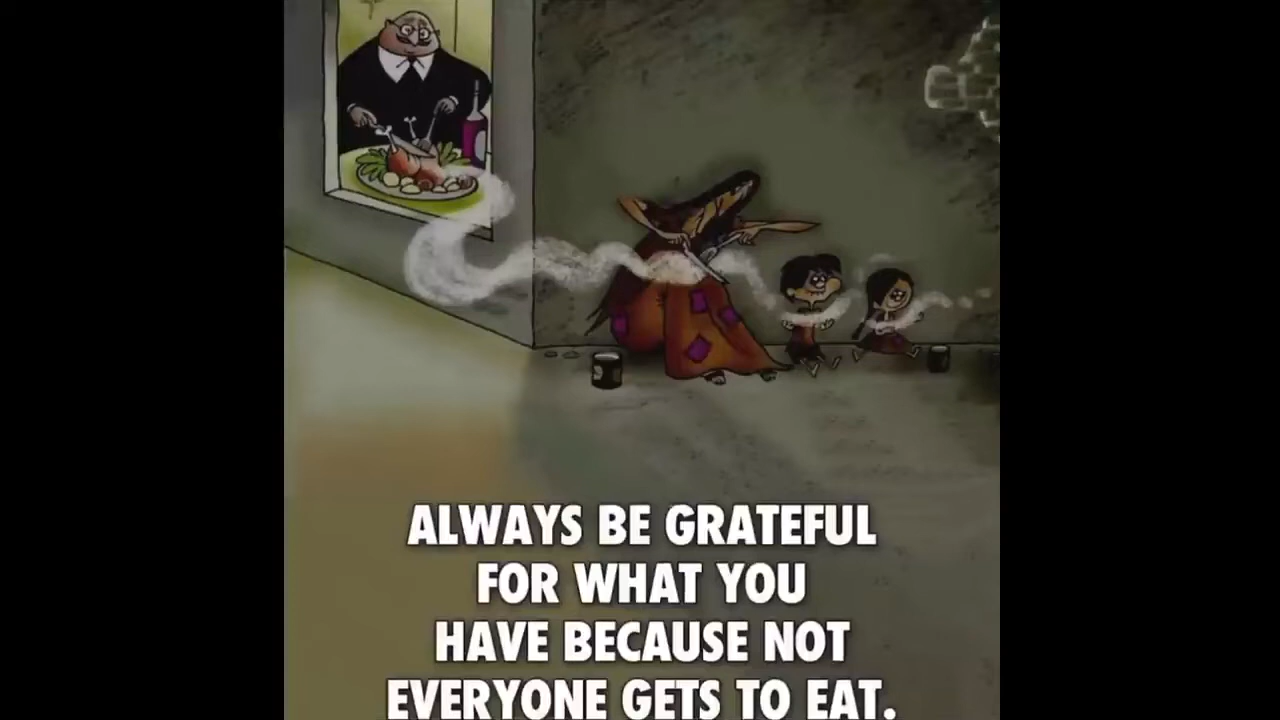 ALWAYS BE GRATEFUL
FOR WHAT YOU
HAVE BECAUSE NOT
EVERYONE GETS TO EAT.